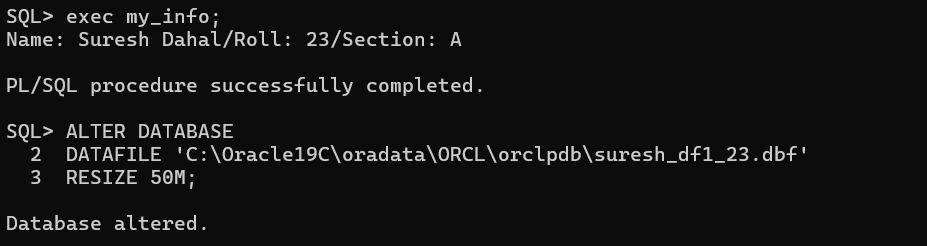 SQL> exec my_info;
Name: Suresh Dahal/Roll: 23/Section: A
PL/SQL procedure successfully completed.
SQL> ALTER DATABASE
  2  DATAFILE 'C:\Oracle19C\oradata\ORCL\orclpdb\suresh_df1_23.dbf'
  3  RESIZE 50M;
Database altered.